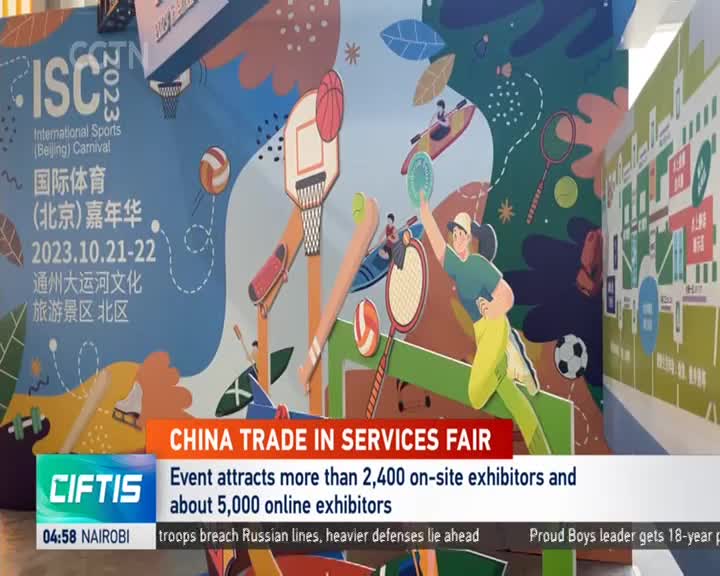 CGTN
ISC
2023
International Sports
(Beijing) Carnival
国际体育
(北京)嘉年华
2023.10.21-22
通州大运河文化
旅游景区 北区
CHINA TRADE IN SERVICES FAIR
Event attracts more than 2,400 on-site exhibitors and
about 5,000 online exhibitors
CIFTIS
04:58 NAIROBI
troops breach Russian lines, heavier defenses lie ahead
Proud Boys leader gets 18-year p